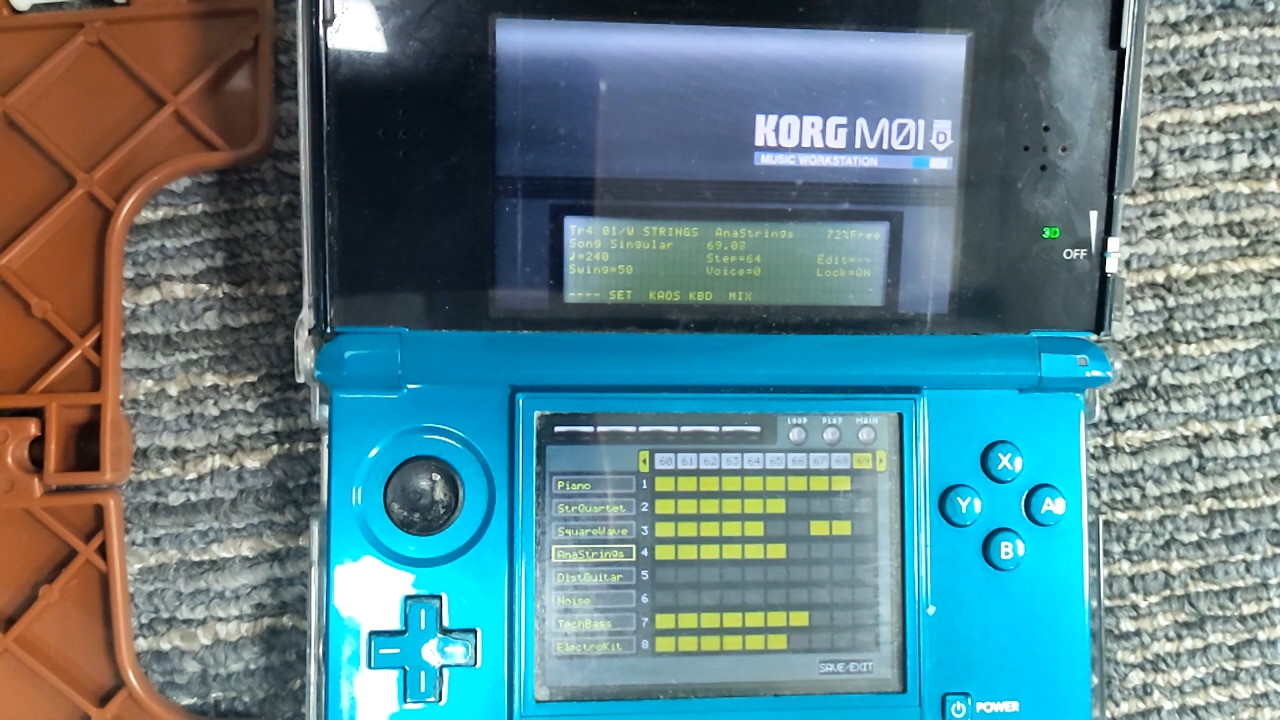 KORG M01D
MUSIC WORKSTATION
Tr4 01/W STRINGS AnaStrings 72%Free
Song Singular 69.08
♩=240 Step=64 Edit=--
Swing=50 Voice=0 Lock=ON
---- SET KAOS KBD MIX
3D
OFF
LOOP PLAY MAIN
60 61 62 63 64 65 66 67 68 69
Piano 1
StrQuartet 2
SquareWave 3
AnaStrings 4
DistGuitar 5
Noise 6
TechBass 7
ElectroKit 8
SAVE/EXIT
X
Y
A
B
POWER